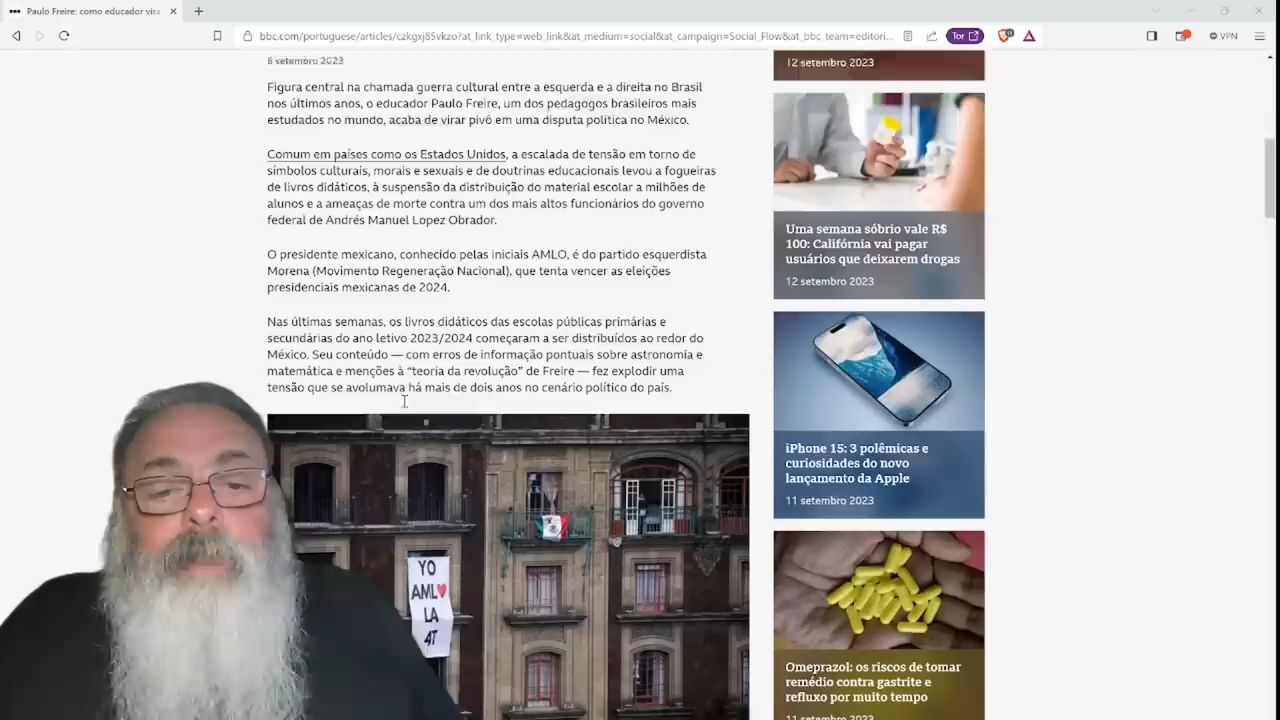 Paulo Freire: como educador vira
bbc.com/portuguese/articles/czkgxj85vkzo?at_link_type=web_link&at_medium=social&at_campaign=Social_Flow&at_bbc_team=editori...
Tor
VPN
6 setembro 2023
Figura central na chamada guerra cultural entre a esquerda e a direita no Brasil
nos últimos anos, o educador Paulo Freire, um dos pedagogos brasileiros mais
estudados no mundo, acaba de virar pivô em uma disputa política no México.
Comum em países como os Estados Unidos, a escalada de tensão em torno de
símbolos culturais, morais e sexuais e de doutrinas educacionais levou a fogueiras
de livros didáticos, à suspensão da distribuição do material escolar a milhões de
alunos e a ameaças de morte contra um dos mais altos funcionários do governo
federal de Andrés Manuel Lopez Obrador.
O presidente mexicano, conhecido pelas iniciais AMLO, é do partido esquerdista
Morena (Movimento Regeneração Nacional), que tenta vencer as eleições
presidenciais mexicanas de 2024.
Nas últimas semanas, os livros didáticos das escolas públicas primárias e
secundárias do ano letivo 2023/2024 começaram a ser distribuídos ao redor do
México. Seu conteúdo — com erros de informação pontuais sobre astronomia e
matemática e menções à “teoria da revolução” de Freire — fez explodir uma
tensão que se avolumava há mais de dois anos no cenário político do país.
YO
AML♥
LA
4T
12 setembro 2023
Uma semana sóbrio vale R$
100: Califórnia vai pagar
usuários que deixarem drogas
12 setembro 2023
iPhone 15: 3 polêmicas e
curiosidades do novo
lançamento da Apple
11 setembro 2023
Omeprazol: os riscos de tomar
remédio contra gastrite e
refluxo por muito tempo
11 setembro 2023